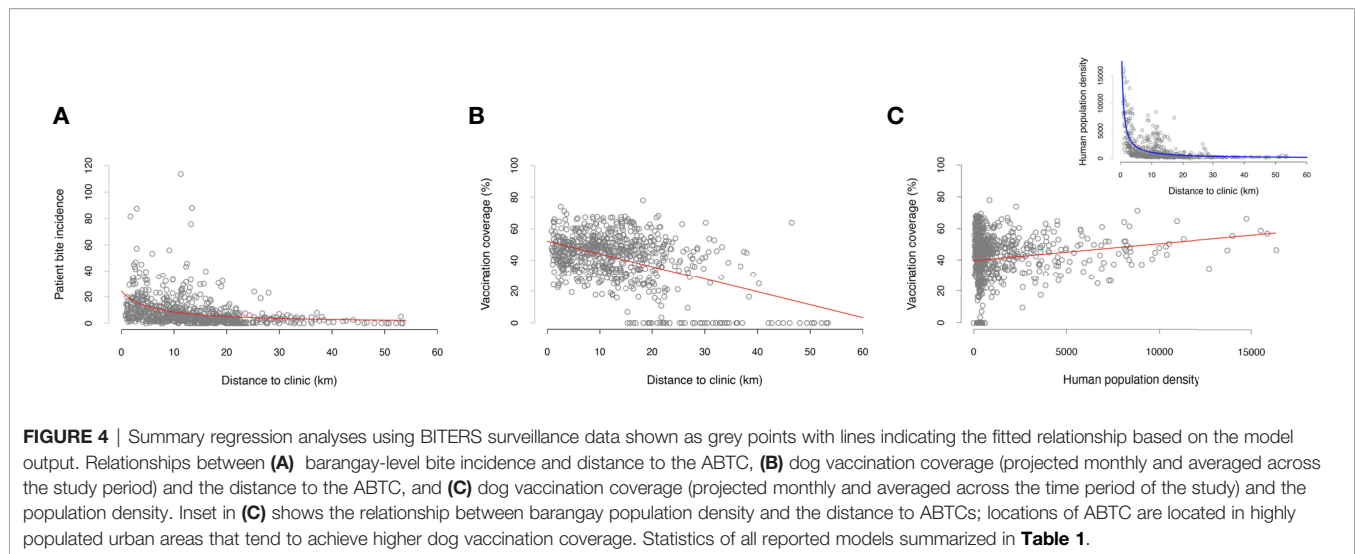 A
B
C
Patient bite incidence
0 20 40 60 80 100 120
0 10 20 30 40 50 60
Distance to clinic (km)
Vaccination coverage (%)
0 20 40 60 80 100
0 10 20 30 40 50 60
Distance to clinic (km)
Vaccination coverage (%)
0 20 40 60 80 100
0 5000 10000 15000
Human population density
Human population density
0 5000 10000 15000
0 10 20 30 40 50 60
Distance to clinic (km)
FIGURE 4 | Summary regression analyses using BITERS surveillance data shown as grey points with lines indicating the fitted relationship based on the model
output. Relationships between (A) barangay-level bite incidence and distance to the ABTC, (B) dog vaccination coverage (projected monthly and averaged across
the study period) and the distance to the ABTC, and (C) dog vaccination coverage (projected monthly and averaged across the time period of the study) and the
population density. Inset in (C) shows the relationship between barangay population density and the distance to ABTCs; locations of ABTC are located in highly
populated urban areas that tend to achieve higher dog vaccination coverage. Statistics of all reported models summarized in Table 1.